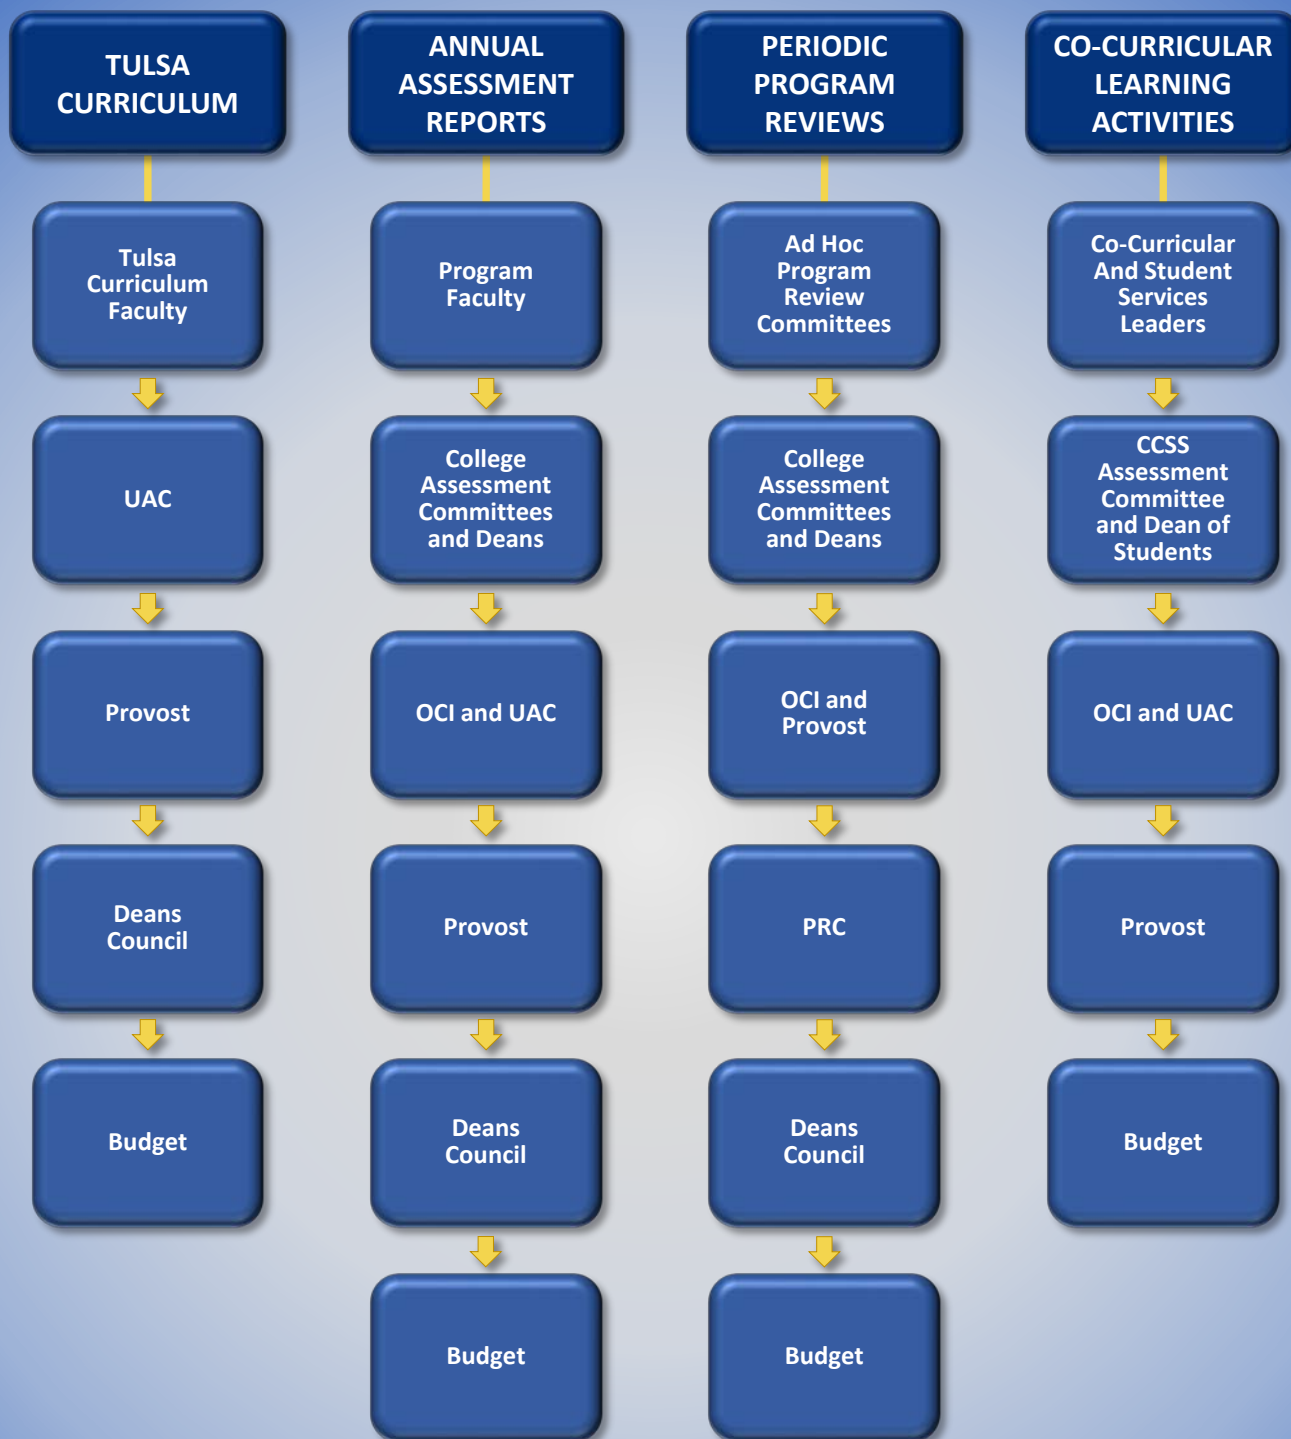 TULSA
CURRICULUM
Tulsa
Curriculum
Faculty
UAC
Provost
Deans
Council
Budget
ANNUAL
ASSESSMENT
REPORTS
Program
Faculty
College
Assessment
Committees
and Deans
OCI and UAC
Provost
Deans
Council
Budget
PERIODIC
PROGRAM
REVIEWS
Ad Hoc
Program
Review
Committees
College
Assessment
Committees
and Deans
OCI and
Provost
PRC
Deans
Council
Budget
CO-CURRICULAR
LEARNING
ACTIVITIES
Co-Curricular
And Student
Services
Leaders
CCSS
Assessment
Committee
and Dean of
Students
OCI and UAC
Provost
Budget